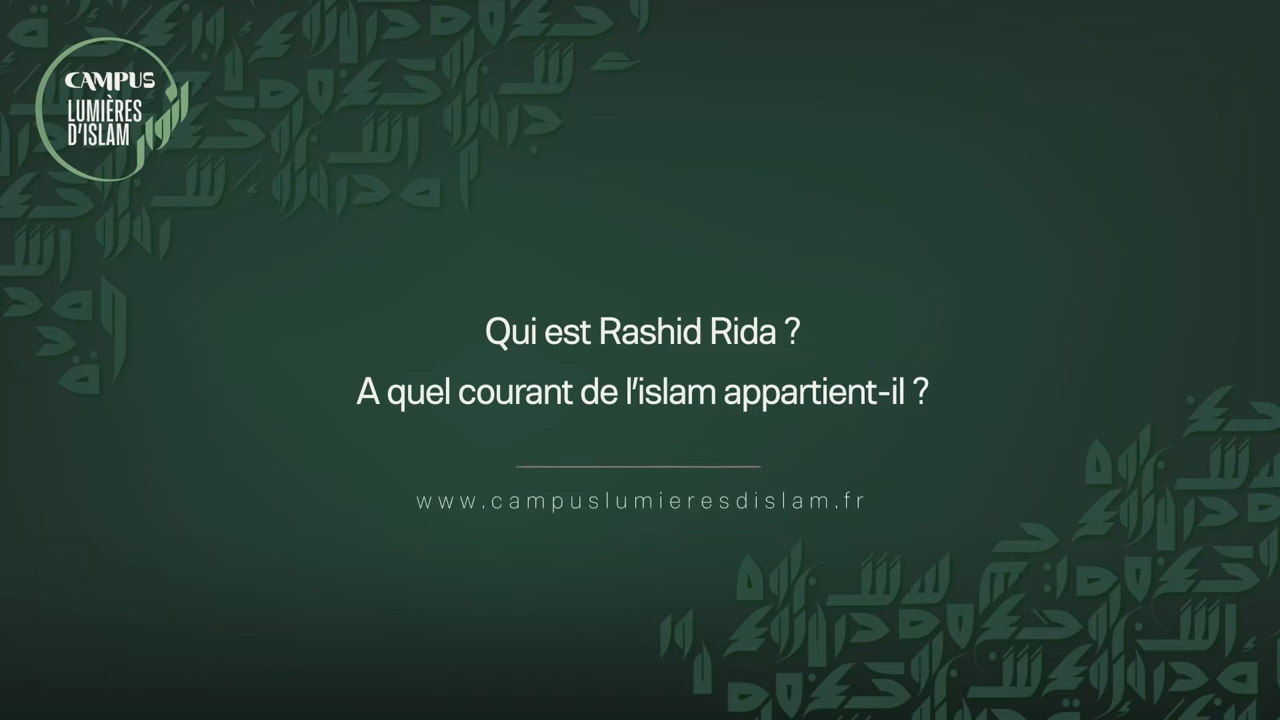 CAMPUS
LUMIÈRES
D'ISLAM
Qui est Rashid Rida ?
A quel courant de l'islam appartient-il ?
www.campuslumieresdislam.fr